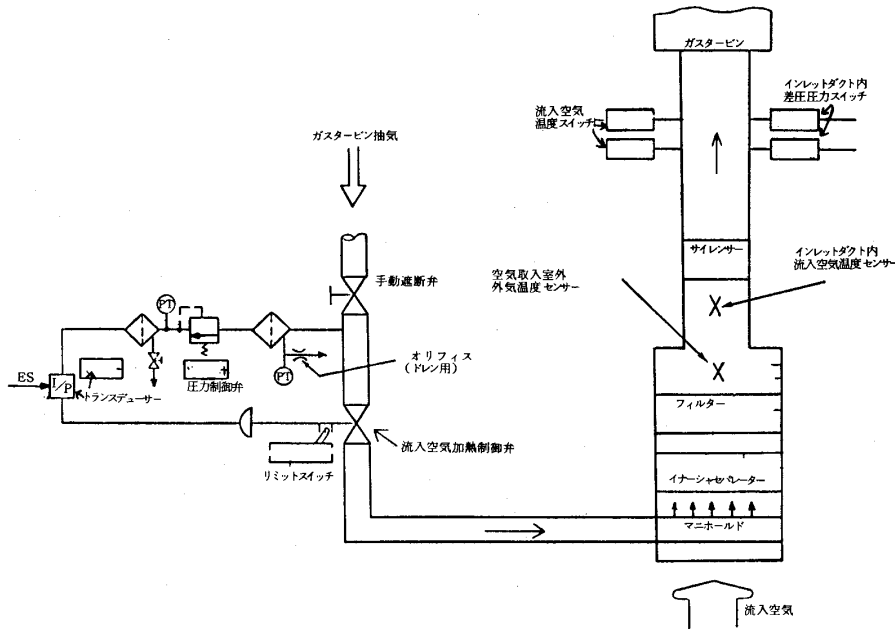 ガスタービン
インレットダクト内
差圧圧力スイッチ
流入空気
温度スイッチ
ガスタービン抽気
サイレンサー
インレットダクト内
流入空気温度センサー
空気取入室外
外気温度センサー
手動遮断弁
PT
オリフィス
(ドレン用)
PT
圧力制御弁
ES
I/P
トランスデューサー
フィルター
流入空気加熱制御弁
リミットスイッチ
イナーシャセパレーター
マニホールド
流入空気